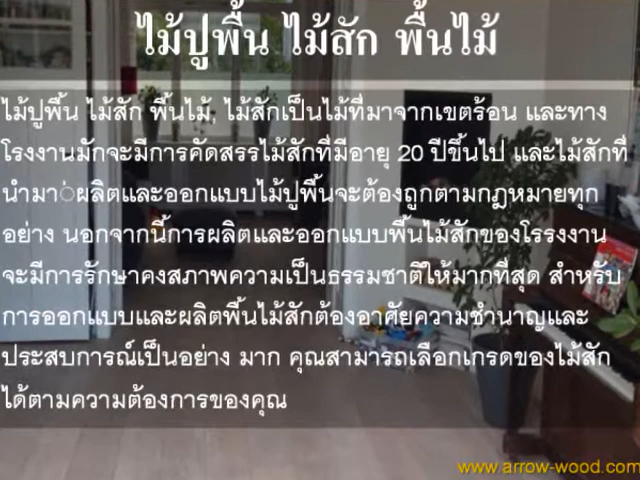 ไม้ปูพื้น ไม้สัก พื้นไม้
ไม้ปูพื้น ไม้สัก พื้นไม้, ไม้สักเป็นไม้ที่มาจากเขตร้อน และทาง
โรงงานมักจะมีการคัดสรรไม้สักที่มีอายุ 20 ปีขึ้นไป และไม้สักที่
นำมา่ผลิตและออกแบบไม้ปูพื้นจะต้องถูกตามกฎหมายทุก
อย่าง นอกจากนี้การผลิตและออกแบบพื้นไม้สักของโรรงงาน
จะมีการรักษาคงสภาพความเป็นธรรมชาติให้มากที่สุด สำหรับ
การออกแบบและผลิตพื้นไม้สักต้องอาศัยความชำนาญและ
ประสบการณ์เป็นอย่าง มาก คุณสามารถเลือกเกรดของไม้สัก
ได้ตามความต้องการของคุณ
www.arrow-wood.com